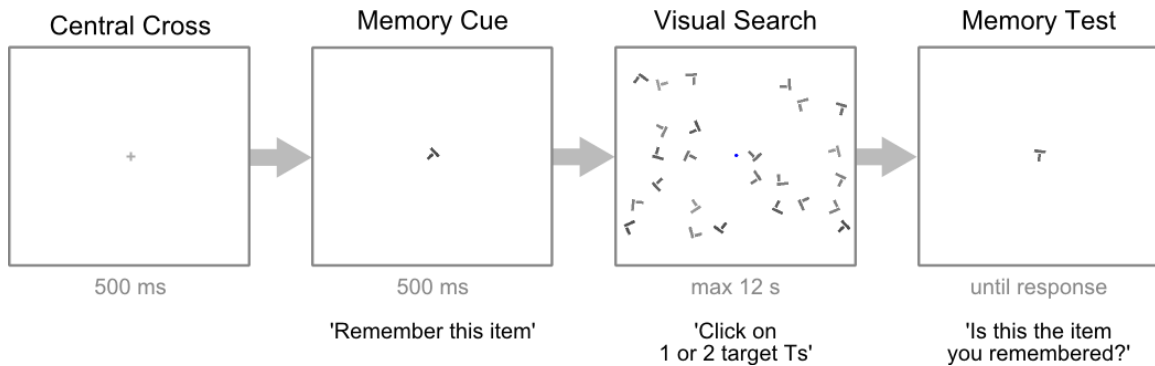 Central Cross
Memory Cue
Visual Search
Memory Test
500 ms
500 ms
max 12 s
until response
'Remember this item'
'Click on
1 or 2 target Ts'
'Is this the item
you remembered?'